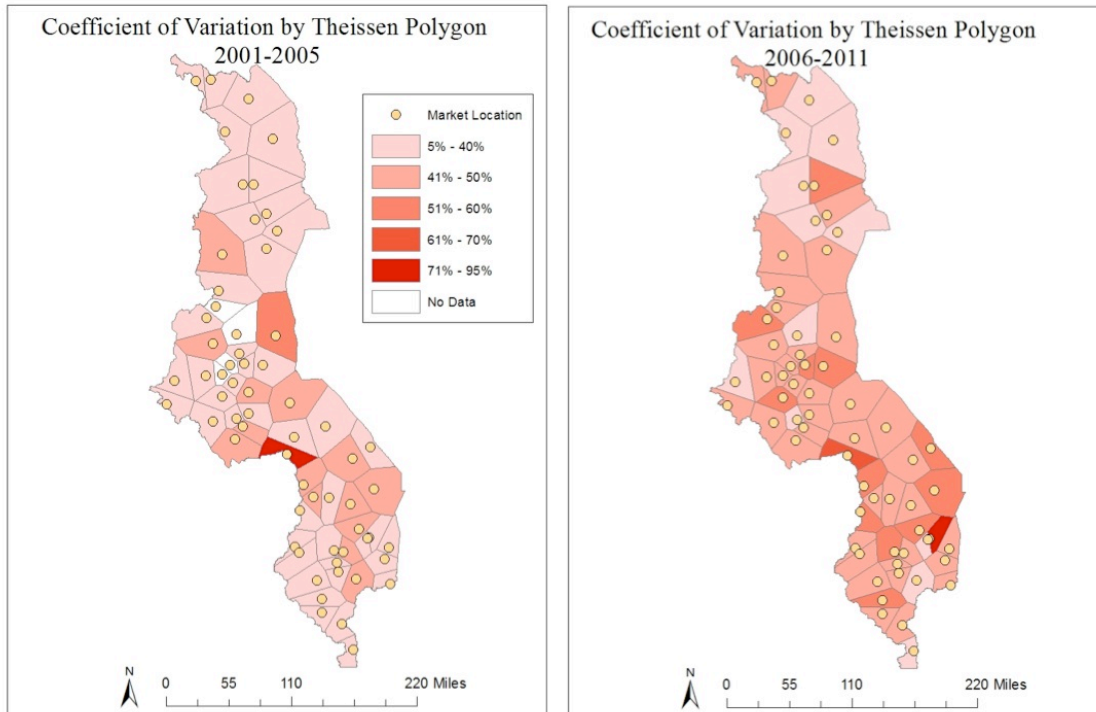 Coefficient of Variation by Theissen Polygon
2001-2005
Market Location
5% - 40%
41% - 50%
51% - 60%
61% - 70%
71% - 95%
No Data
N
0 55 110 220 Miles
Coefficient of Variation by Theissen Polygon
2006-2011
N
0 55 110 220 Miles